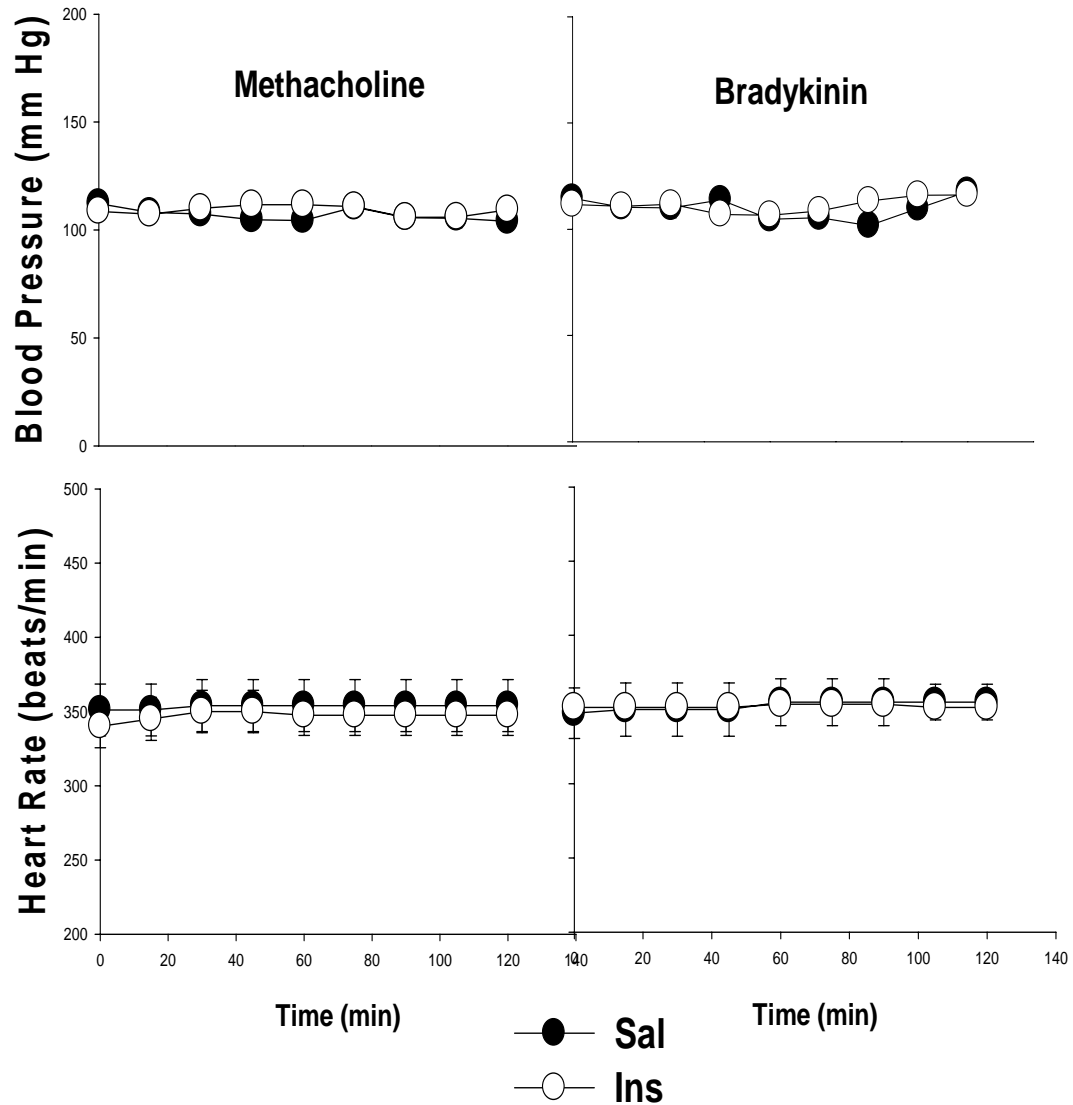 Blood Pressure (mm Hg)
200
150
100
50
0
Methacholine
Bradykinin
Heart Rate (beats/min)
500
450
400
350
300
250
200
0 20 40 60 80 100 120 140
0 20 40 60 80 100 120 140
Time (min)
Time (min)
Sal
Ins